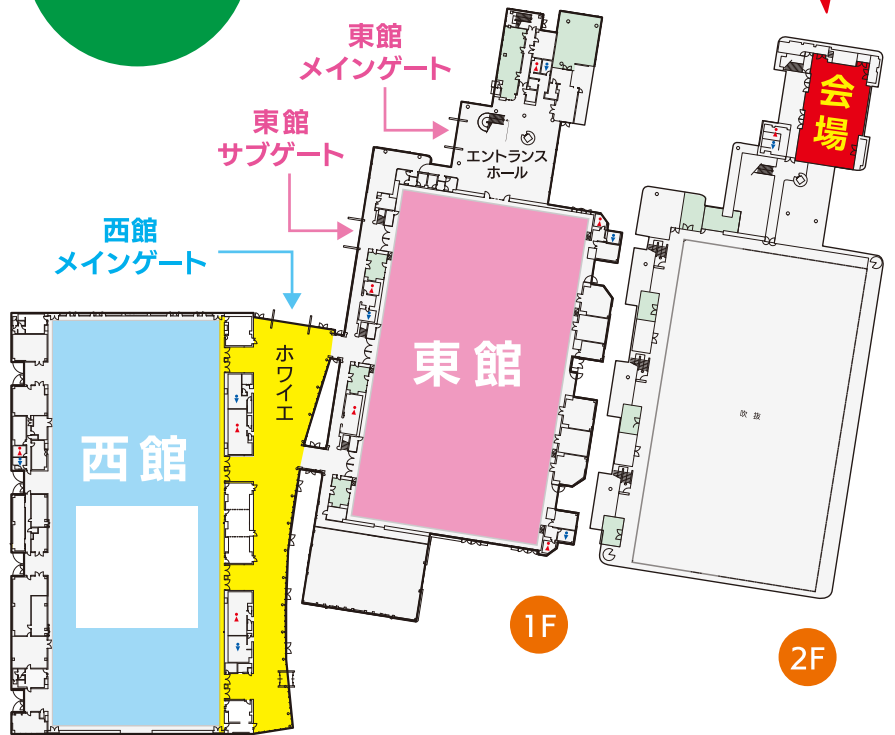 東館
メインゲート
東館
サブゲート
西館
メインゲート
エントランス
ホール
会
場
ホワイエ
東館
西館
吹抜
1F
2F